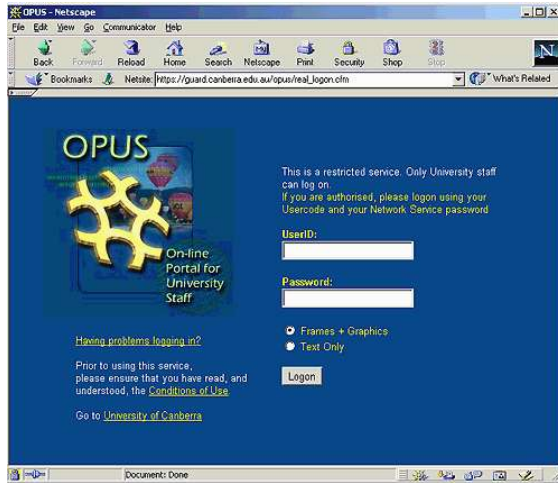 OPUS - Netscape
File Edit View Go Communicator Help
Back Forward Reload Home Search Netscape Print Security Shop Stop
Bookmarks Netsite: https://guard.canberra.edu.au/opus/real_logon.cfm What's Related
OPUS
On-line
Portal for
University
Staff
This is a restricted service. Only University staff
can log on.
If you are authorised, please logon using your
Usercode and your Network Service password
UserID:
Password:
Frames + Graphics
Text Only
Logon
Having problems logging in?
Prior to using this service,
please ensure that you have read, and
understood, the Conditions of Use.
Go to University of Canberra
Document: Done